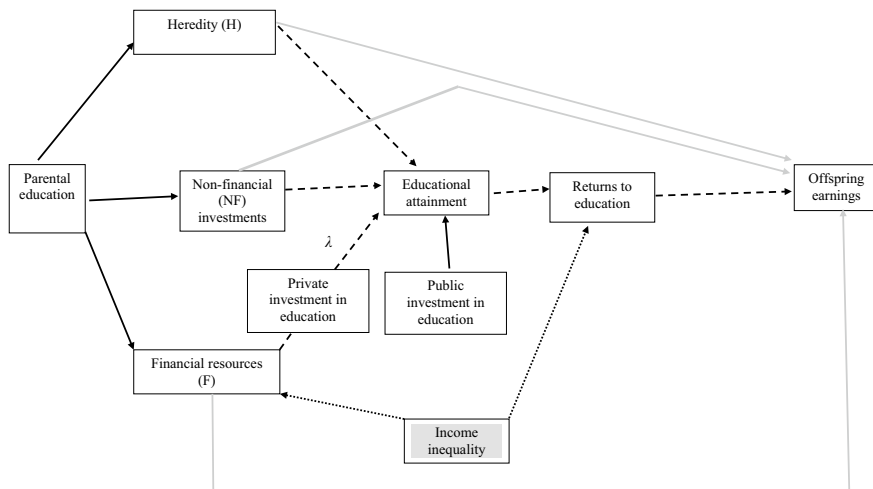 Heredity (H)
Parental
education
Non-financial
(NF)
investments
Educational
attainment
Returns to
education
Offspring
earnings
λ
Private
investment in
education
Public
investment in
education
Financial resources
(F)
Income
inequality